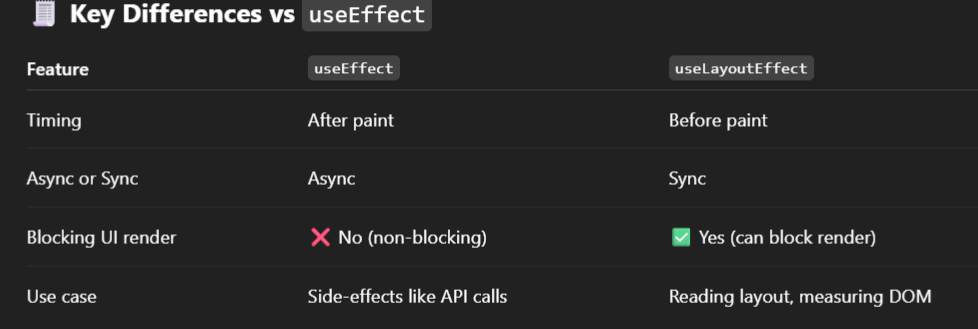 🧾 Key Differences vs useEffect
Feature useEffect useLayoutEffect
Timing After paint Before paint
Async or Sync Async Sync
Blocking UI render ❌ No (non-blocking) ✅ Yes (can block render)
Use case Side-effects like API calls Reading layout, measuring DOM